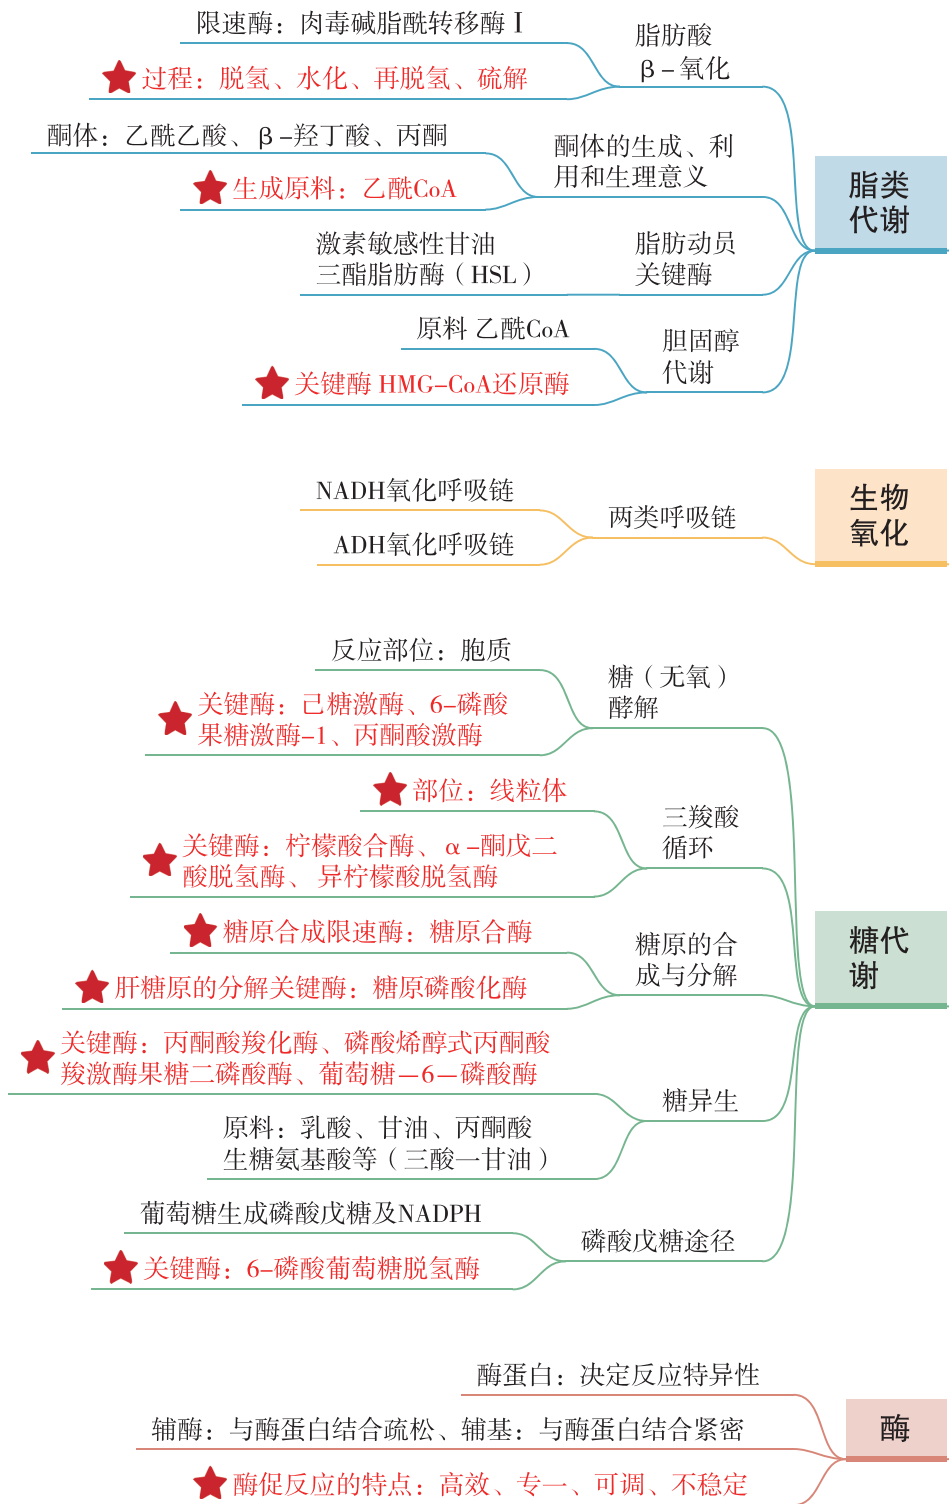 限速酶：肉毒碱脂酰转移酶 I
脂肪酸
β－氧化
过程：脱氢、水化、再脱氢、硫解
酮体：乙酰乙酸、β－羟丁酸、丙酮
酮体的生成、利
用和生理意义
生成原料：乙酰CoA
脂类
代谢
激素敏感性甘油
三酯脂肪酶（HSL）
脂肪动员
关键酶
原料 乙酰CoA
胆固醇
代谢
关键酶 HMG–CoA还原酶
NADH氧化呼吸链
两类呼吸链
ADH氧化呼吸链
生物
氧化
反应部位：胞质
糖（无氧）
酵解
关键酶：己糖激酶、6–磷酸
果糖激酶–1、丙酮酸激酶
部位：线粒体
三羧酸
循环
关键酶：柠檬酸合酶、α–酮戊二
酸脱氢酶、异柠檬酸脱氢酶
糖原合成限速酶：糖原合酶
糖原的合
成与分解
肝糖原的分解关键酶：糖原磷酸化酶
糖代
谢
关键酶：丙酮酸羧化酶、磷酸烯醇式丙酮酸
羧激酶果糖二磷酸酶、葡萄糖－6－磷酸酶
糖异生
原料：乳酸、甘油、丙酮酸
生糖氨基酸等（三酸一甘油）
葡萄糖生成磷酸戊糖及NADPH
磷酸戊糖途径
关键酶：6–磷酸葡萄糖脱氢酶
酶蛋白：决定反应特异性
辅酶：与酶蛋白结合疏松、辅基：与酶蛋白结合紧密
酶
酶促反应的特点：高效、专一、可调、不稳定